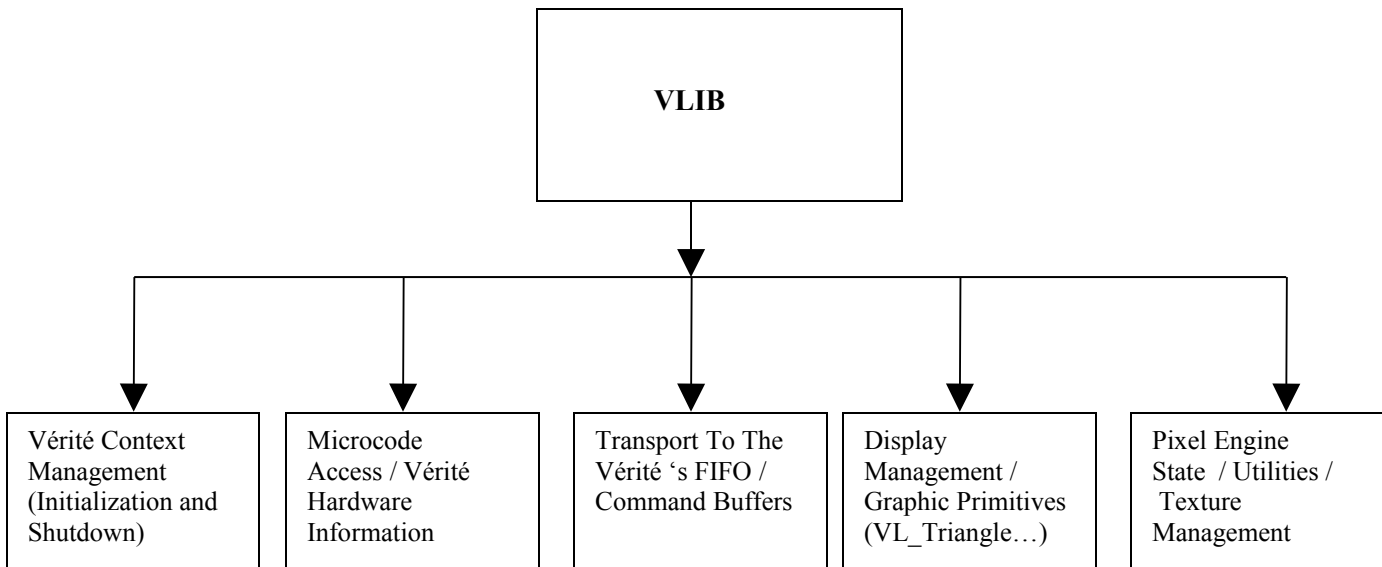 VLIB
Vérité Context
Management
(Initialization and
Shutdown)
Microcode
Access / Vérité
Hardware
Information
Transport To The
Vérité ‘s FIFO /
Command Buffers
Display
Management /
Graphic Primitives
(VL_Triangle…)
Pixel Engine
State / Utilities /
Texture
Management